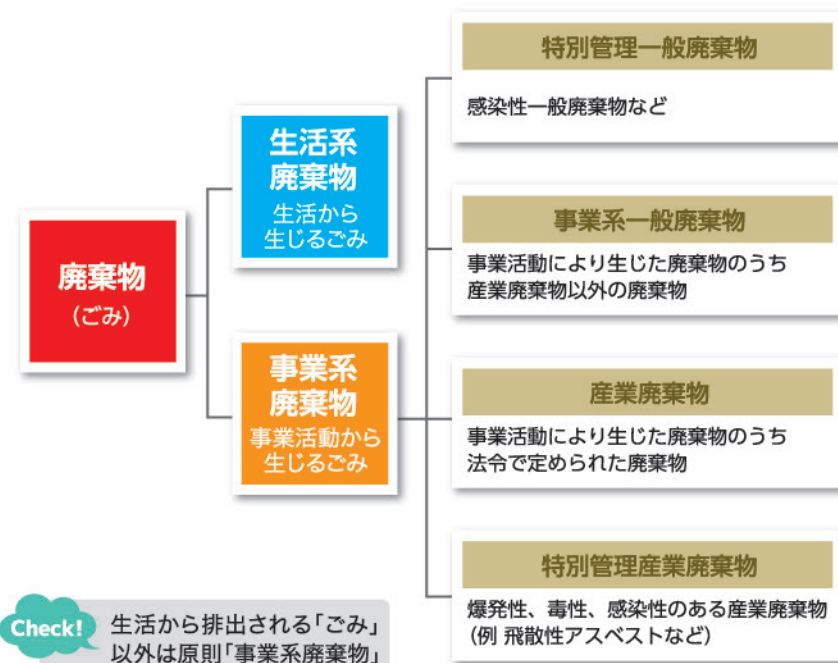 廃棄物
(ごみ)
生活系
廃棄物
生活から
生じるごみ
事業系
廃棄物
事業活動から
生じるごみ
特別管理一般廃棄物
感染性一般廃棄物など
事業系一般廃棄物
事業活動により生じた廃棄物のうち
産業廃棄物以外の廃棄物
産業廃棄物
事業活動により生じた廃棄物のうち
法令で定められた廃棄物
特別管理産業廃棄物
爆発性、毒性、感染性のある産業廃棄物
(例 飛散性アスベストなど)
Check!
生活から排出される「ごみ」
以外は原則「事業系廃棄物」